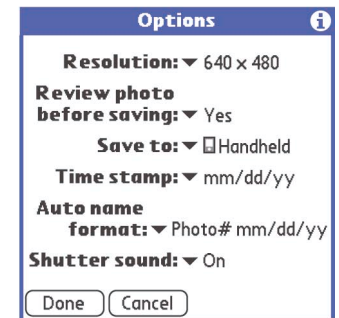 Options
Resolution: 640 x 480
Review photo
before saving: Yes
Save to: Handheld
Time stamp: mm/dd/yy
Auto name
format: Photo# mm/dd/yy
Shutter sound: On
Done Cancel